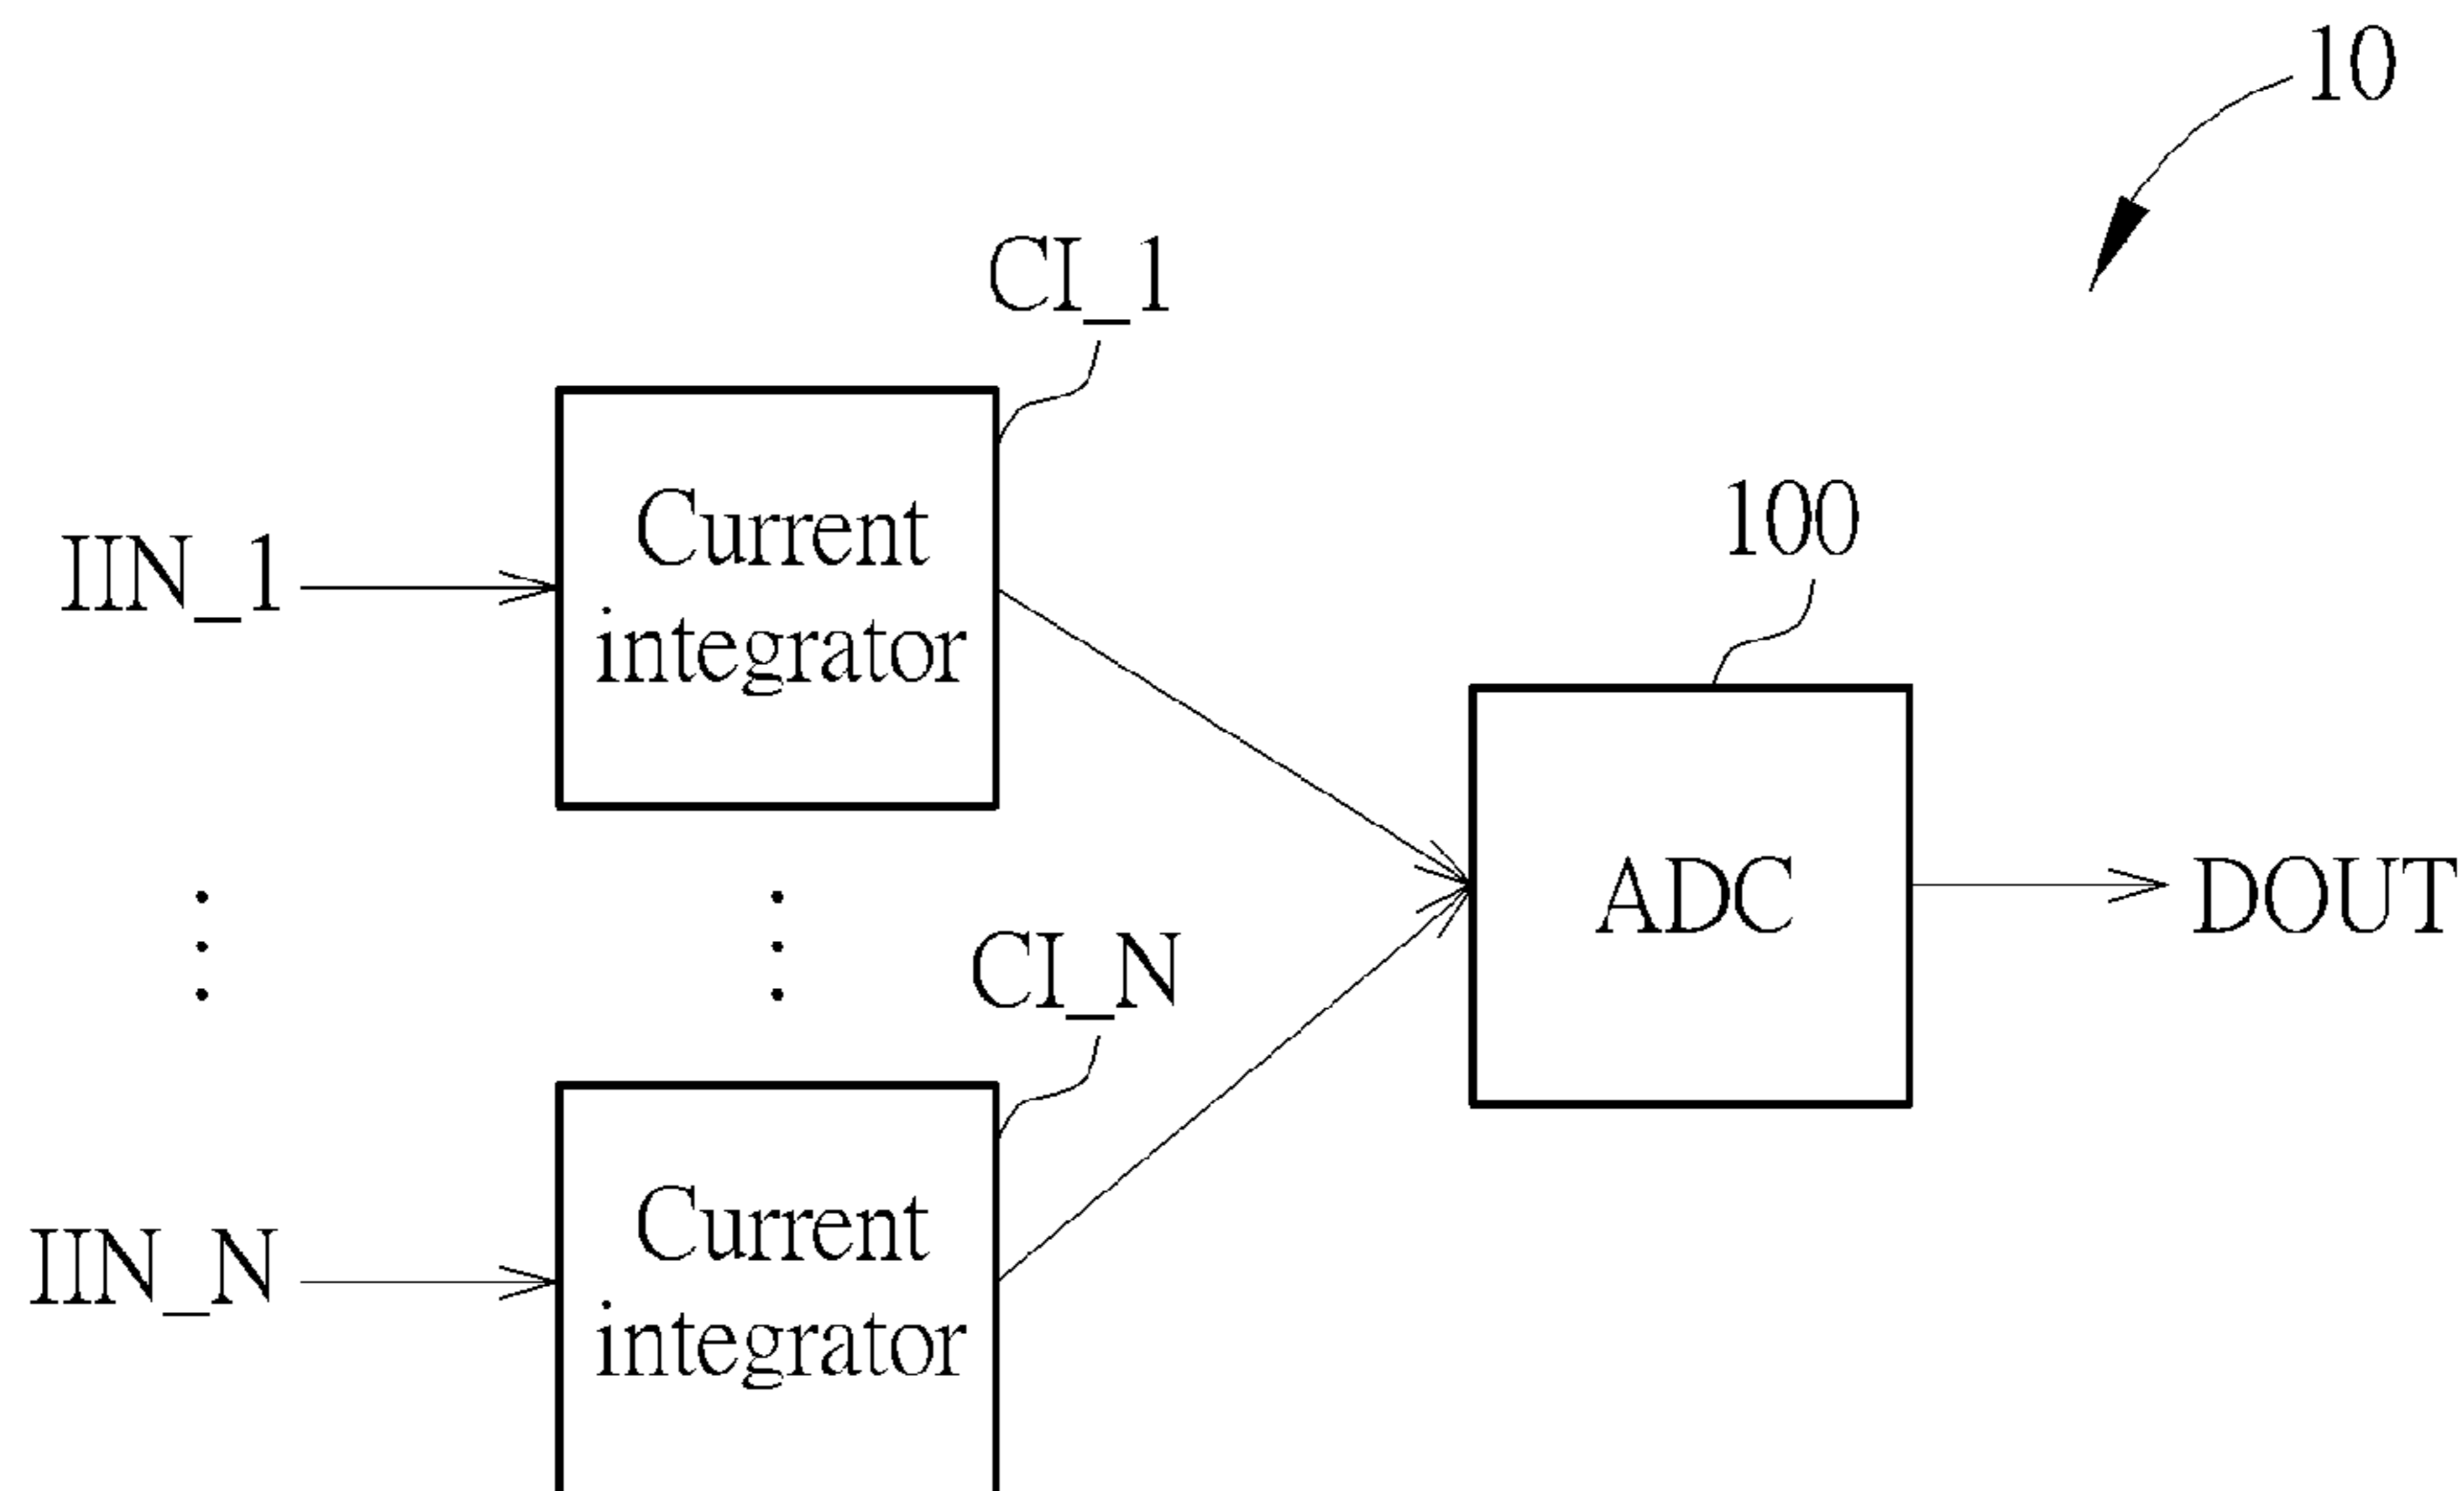 10
CI_1
Current
integrator
IIN_1
100
ADC
DOUT
CI_N
Current
integrator
IIN_N